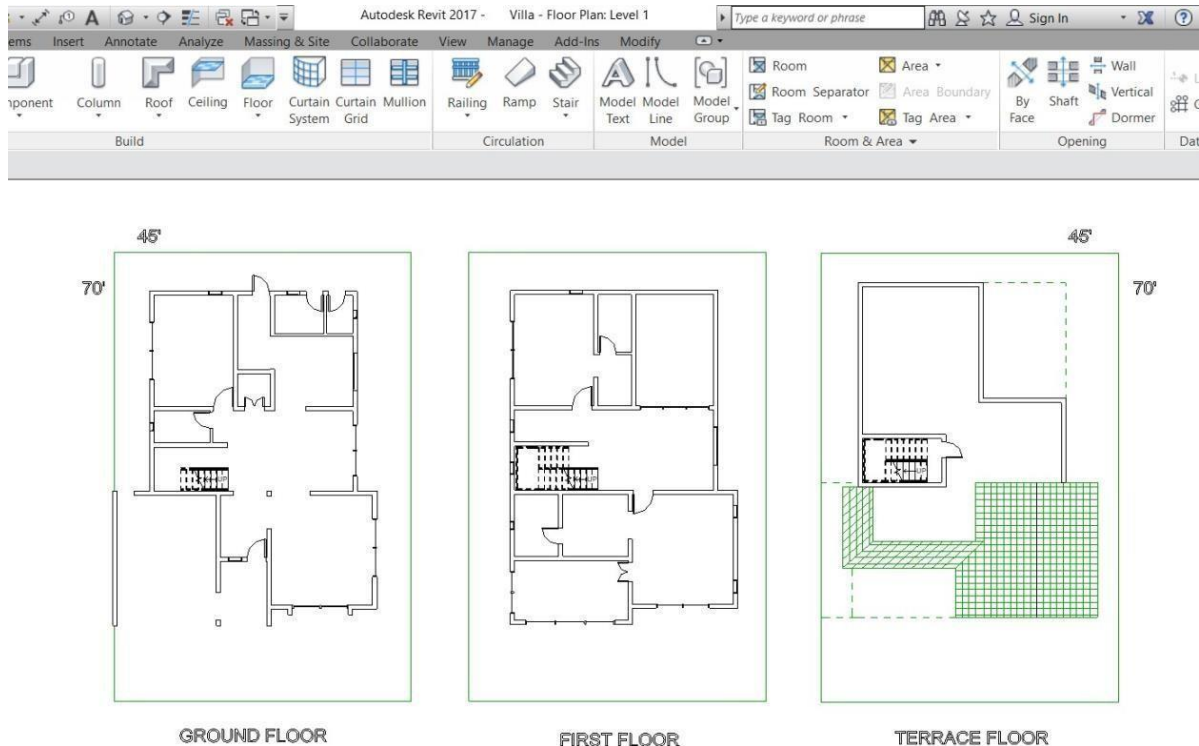 Autodesk Revit 2017 - Villa - Floor Plan: Level 1 Type a keyword or phrase Sign In
Insert Annotate Analyze Massing & Site Collaborate View Manage Add-Ins Modify
Column Roof Ceiling Floor Curtain System Curtain Grid Mullion Railing Ramp Stair Model Text Model Line Model Group
Room Area
Room Separator Area Boundary
Tag Room Tag Area
By Face Shaft Wall
Vertical
Dormer
Build Circulation Model Room & Area Opening
45' 45'
70' 70'
UP UP UP
GROUND FLOOR FIRST FLOOR TERRACE FLOOR